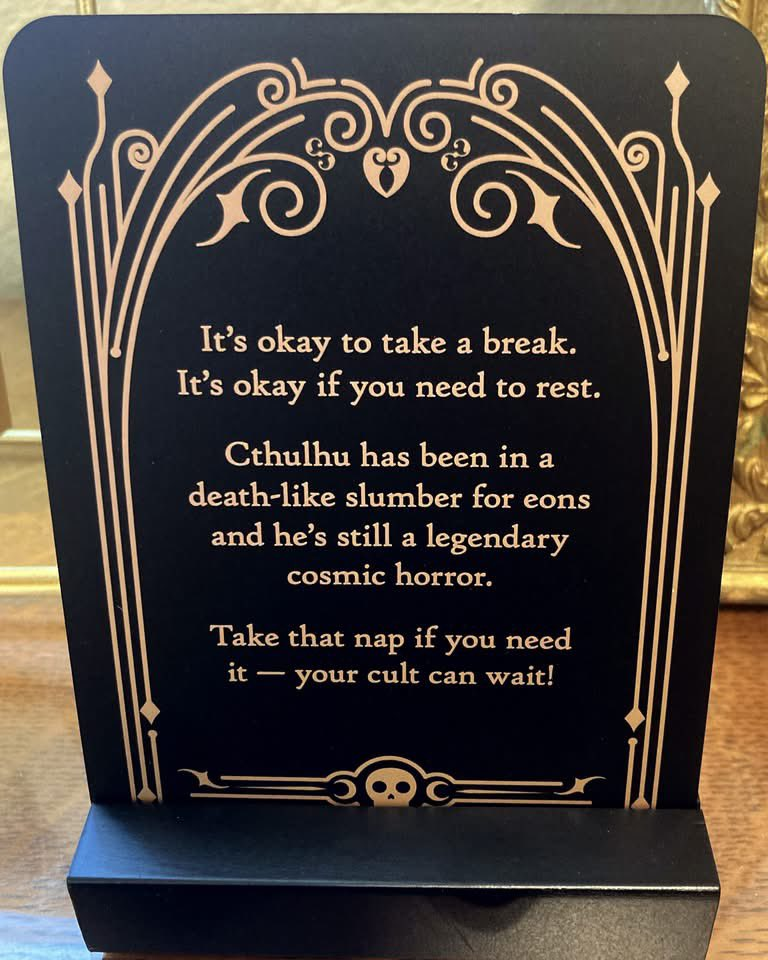 It's okay to take a break.
It's okay if you need to rest.
Cthulhu has been in a
death-like slumber for eons
and he's still a legendary
cosmic horror.
Take that nap if you need
it — your cult can wait!